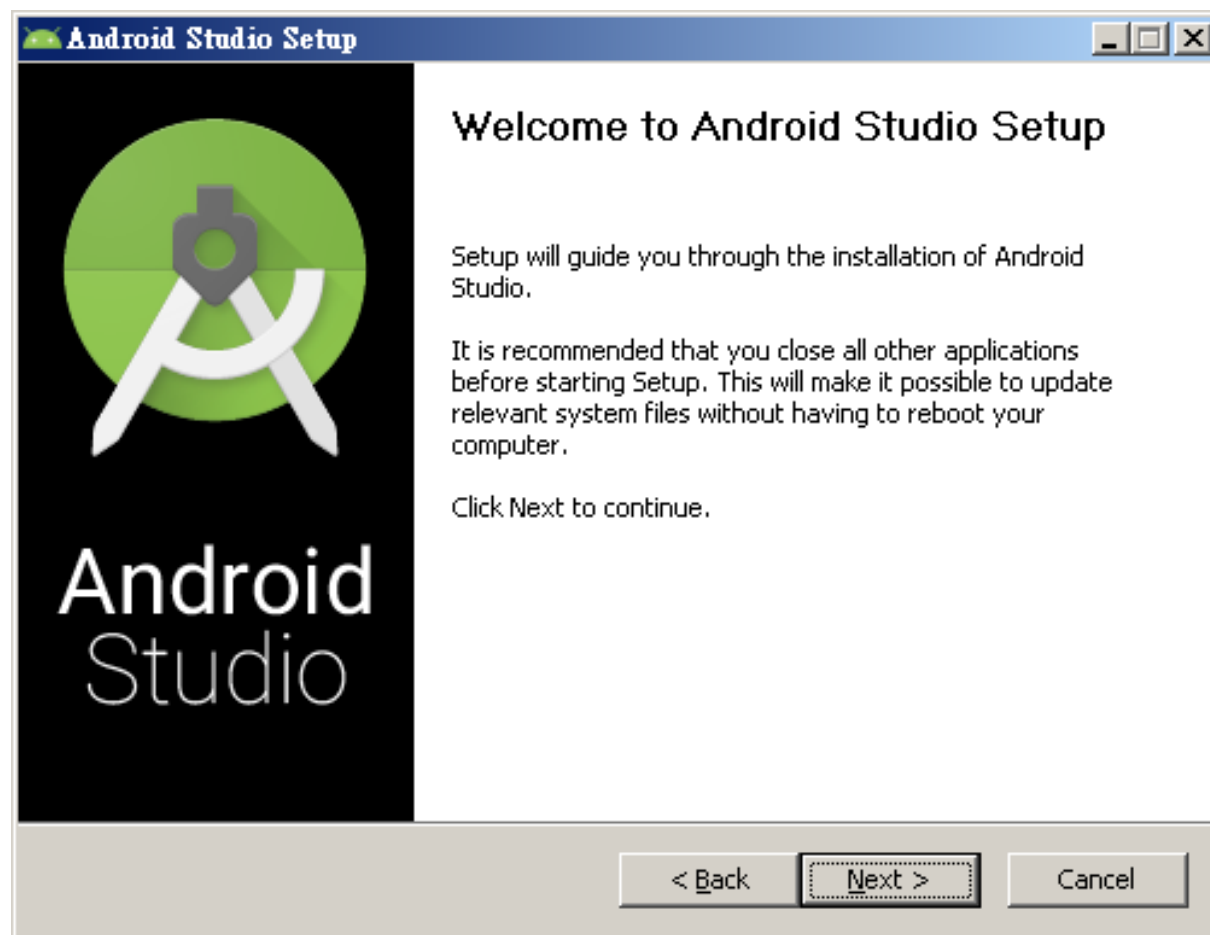 Android Studio Setup
Welcome to Android Studio Setup
Setup will guide you through the installation of Android
Studio.
It is recommended that you close all other applications
before starting Setup. This will make it possible to update
relevant system files without having to reboot your
computer.
Click Next to continue.
Android
Studio
< Back
Next >
Cancel